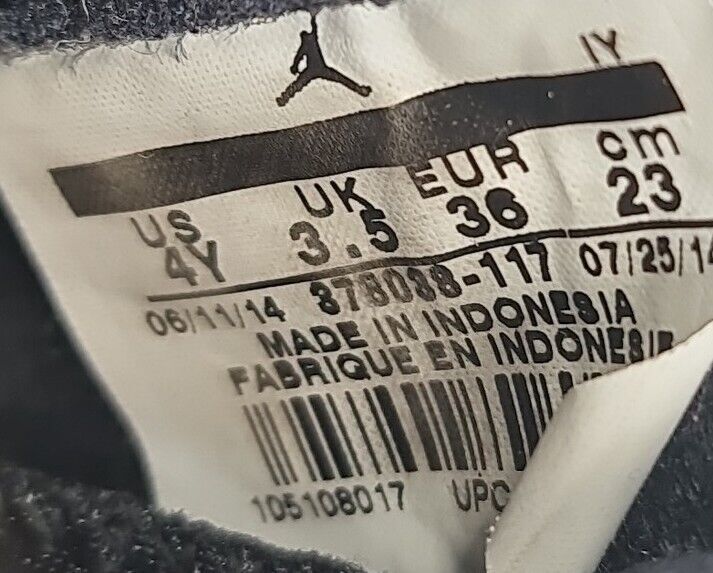 IY
US UK EUR cm
4Y 3.5 36 23
06/11/14 378038-117 07/25/14
MADE IN INDONESIA
FABRIQUE EN INDONESIE
105108017 UPC